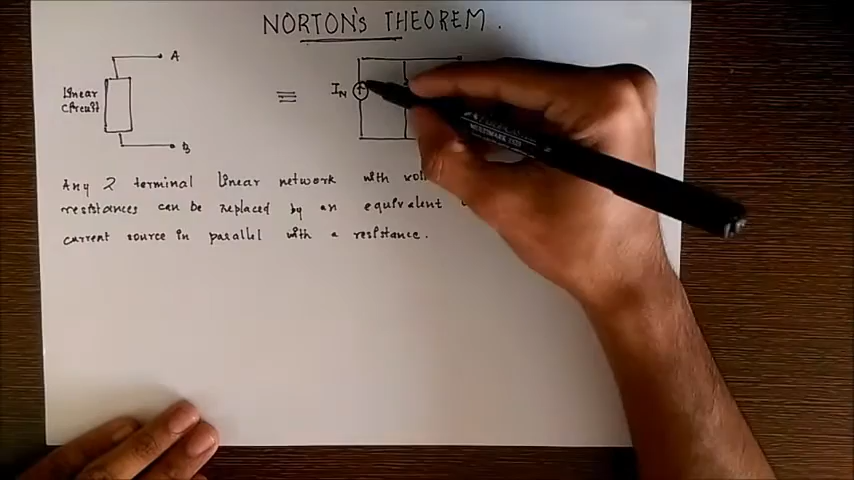 NORTON'S THEOREM.
A
Linear
circuit
≡
IN
B
Any 2 terminal linear network with
resistances can be replaced by an equivalent
current source in parallel with a resistance.